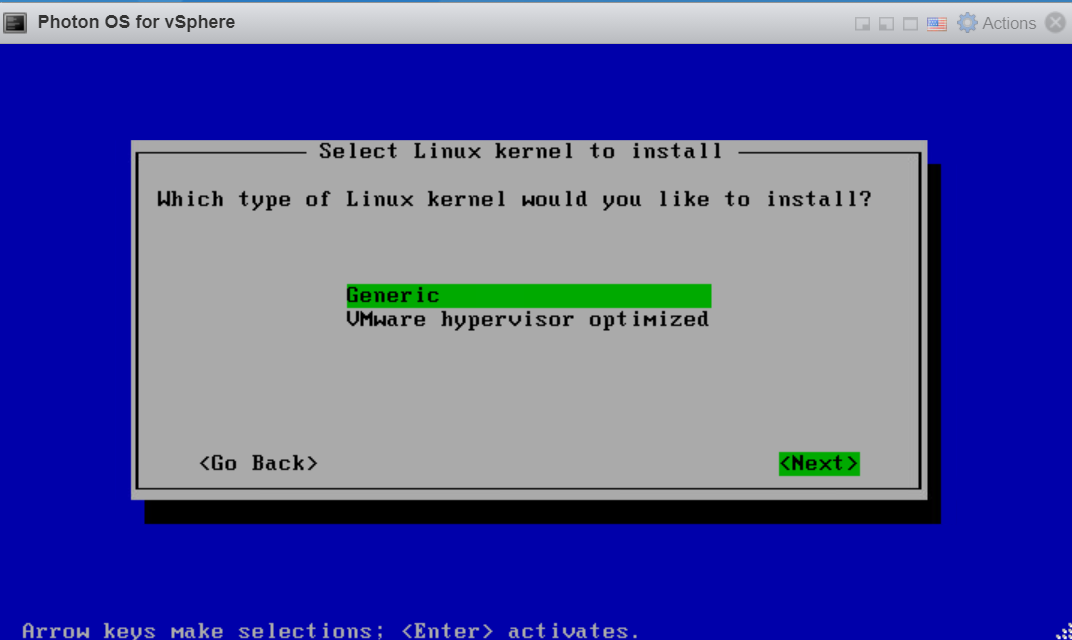 Photon OS for vSphere
Actions
Select Linux kernel to install
Which type of Linux kernel would you like to install?
Generic
VMware hypervisor optimized
<Go Back>
<Next>
Arrow keys make selections; <Enter> activates.